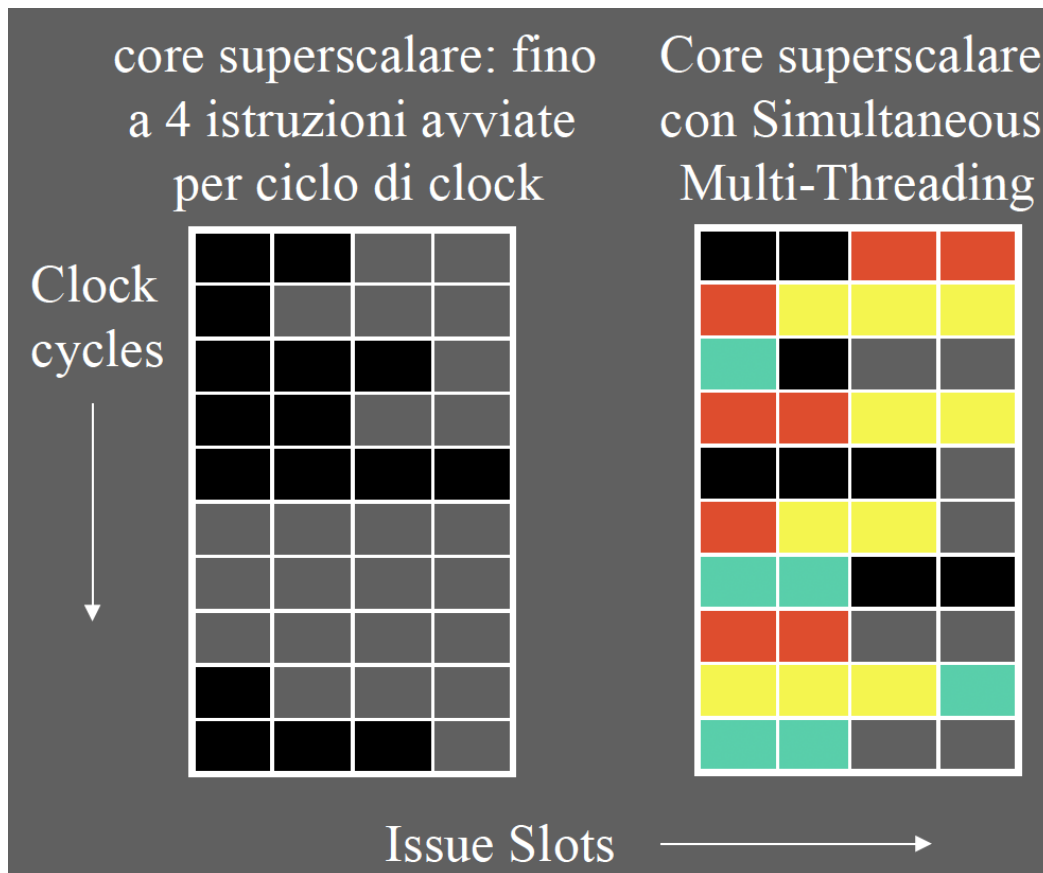 core superscalare: fino
a 4 istruzioni avviate
per ciclo di clock
Core superscalare
con Simultaneous
Multi-Threading
Clock
cycles
Issue Slots